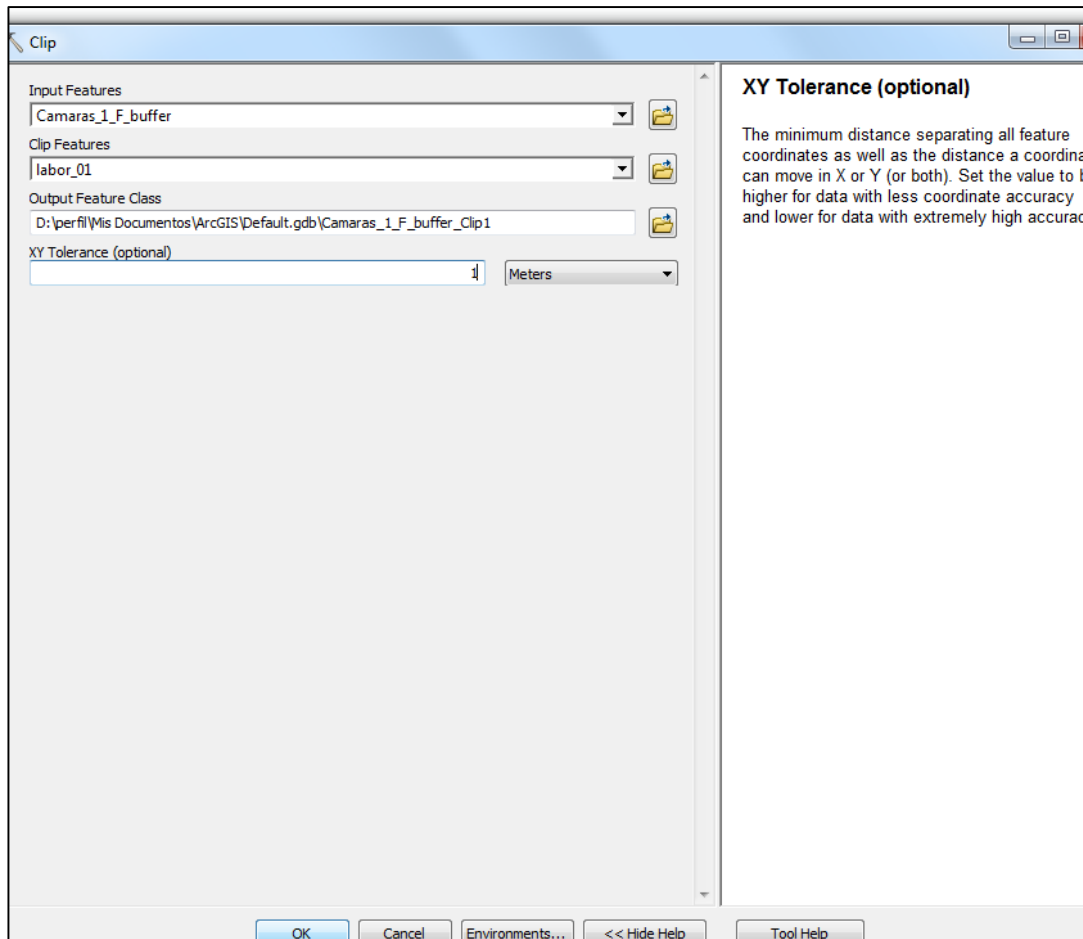 Clip
Input Features
Camaras_1_F_buffer
Clip Features
labor_01
Output Feature Class
D:\perfil\Mis Documentos\ArcGIS\Default.gdb\Camaras_1_F_buffer_Clip1
XY Tolerance (optional)
1
Meters
XY Tolerance (optional)
The minimum distance separating all feature
coordinates as well as the distance a coordina
can move in X or Y (or both). Set the value to b
higher for data with less coordinate accuracy
and lower for data with extremely high accurac
OK
Cancel
Environments...
<< Hide Help
Tool Help